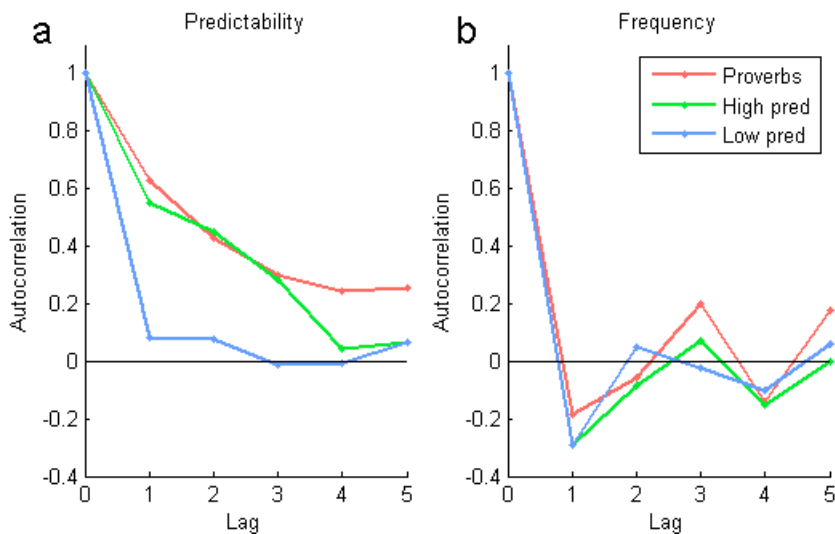 a
Predictability
1
0.8
0.6
0.4
0.2
0
-0.2
-0.4
Autocorrelation
0 1 2 3 4 5
Lag
b
Frequency
Proverbs
High pred
Low pred
1
0.8
0.6
0.4
0.2
0
-0.2
-0.4
Autocorrelation
0 1 2 3 4 5
Lag